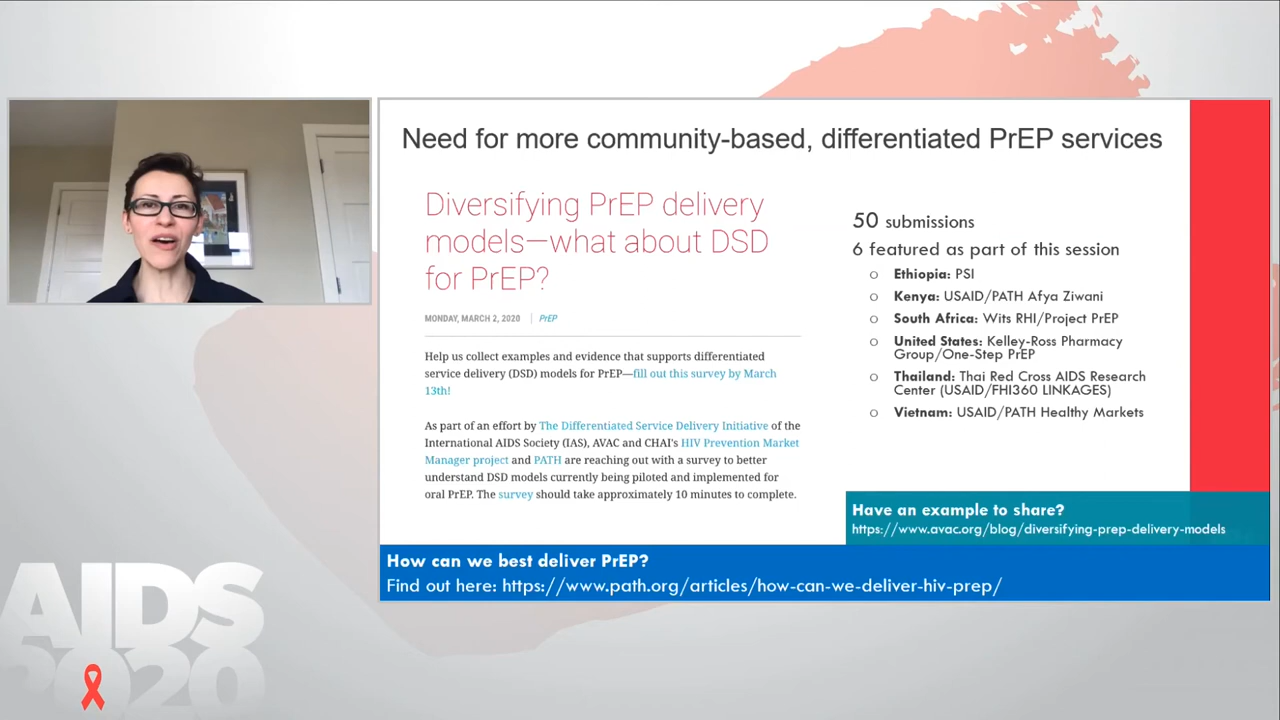 Need for more community-based, differentiated PrEP services
Diversifying PrEP delivery
models—what about DSD
for PrEP?
MONDAY, MARCH 2, 2020 | PrEP
Help us collect examples and evidence that supports differentiated
service delivery (DSD) models for PrEP—fill out this survey by March
13th!
As part of an effort by The Differentiated Service Delivery Initiative of the
International AIDS Society (IAS), AVAC and CHAI's HIV Prevention Market
Manager project and PATH are reaching out with a survey to better
understand DSD models currently being piloted and implemented for
oral PrEP. The survey should take approximately 10 minutes to complete.
50 submissions
6 featured as part of this session
o Ethiopia: PSI
o Kenya: USAID/PATH Afya Ziwani
o South Africa: Wits RHI/Project PrEP
o United States: Kelley-Ross Pharmacy
Group/One-Step PrEP
o Thailand: Thai Red Cross AIDS Research
Center (USAID/FHI360 LINKAGES)
o Vietnam: USAID/PATH Healthy Markets
Have an example to share?
https://www.avac.org/blog/diversifying-prep-delivery-models
How can we best deliver PrEP?
Find out here: https://www.path.org/articles/how-can-we-deliver-hiv-prep/
AIDS
2020